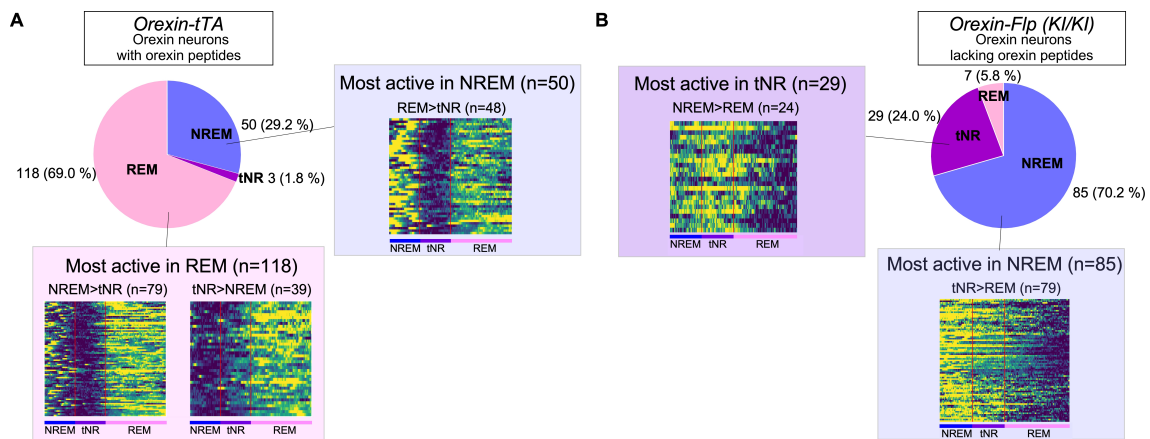 A
Orexin-tTA
Orexin neurons
with orexin peptides
NREM
50 (29.2 %)
tNR 3 (1.8 %)
REM
118 (69.0 %)
Most active in NREM (n=50)
REM>tNR (n=48)
NREM tNR REM
Most active in REM (n=118)
NREM>tNR (n=79)
NREM tNR REM
tNR>NREM (n=39)
NREM tNR REM
B
Orexin-Flp (KI/KI)
Orexin neurons
lacking orexin peptides
7 (5.8 %)
REM
29 (24.0 %)
tNR
NREM
85 (70.2 %)
Most active in tNR (n=29)
NREM>REM (n=24)
NREM tNR REM
Most active in NREM (n=85)
tNR>REM (n=79)
NREM tNR REM